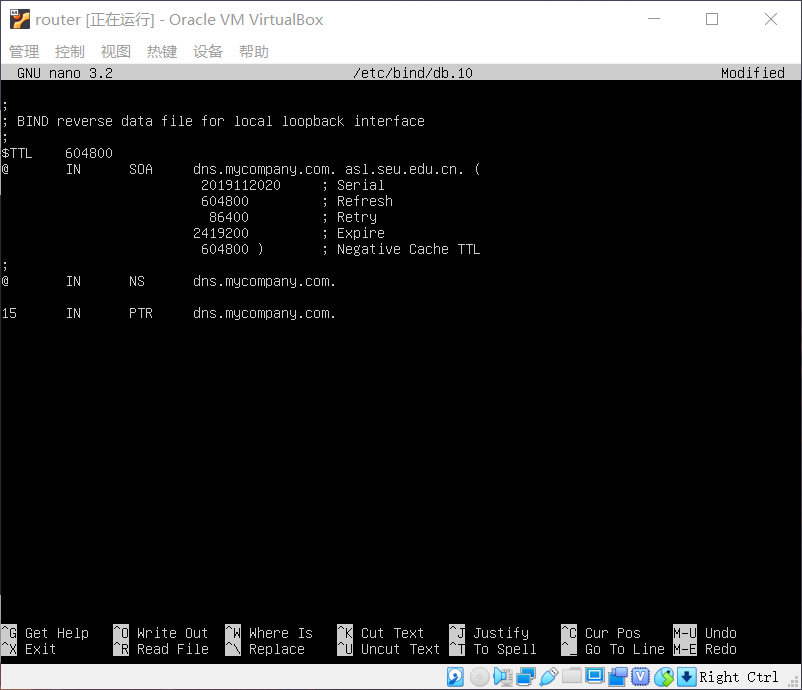 router [正在运行] - Oracle VM VirtualBox
管理 控制 视图 热键 设备 帮助
GNU nano 3.2 /etc/bind/db.10 Modified
;
; BIND reverse data file for local loopback interface
;
$TTL 604800
@ IN SOA dns.mycompany.com. asl.seu.edu.cn. (
2019112020 ; Serial
604800 ; Refresh
86400 ; Retry
2419200 ; Expire
604800 ) ; Negative Cache TTL
;
@ IN NS dns.mycompany.com.
15 IN PTR dns.mycompany.com.
^G Get Help ^O Write Out ^W Where Is ^K Cut Text ^J Justify ^C Cur Pos M-U Undo
^X Exit ^R Read File ^\ Replace ^U Uncut Text ^T To Spell ^_ Go To Line M-E Redo
Right Ctrl